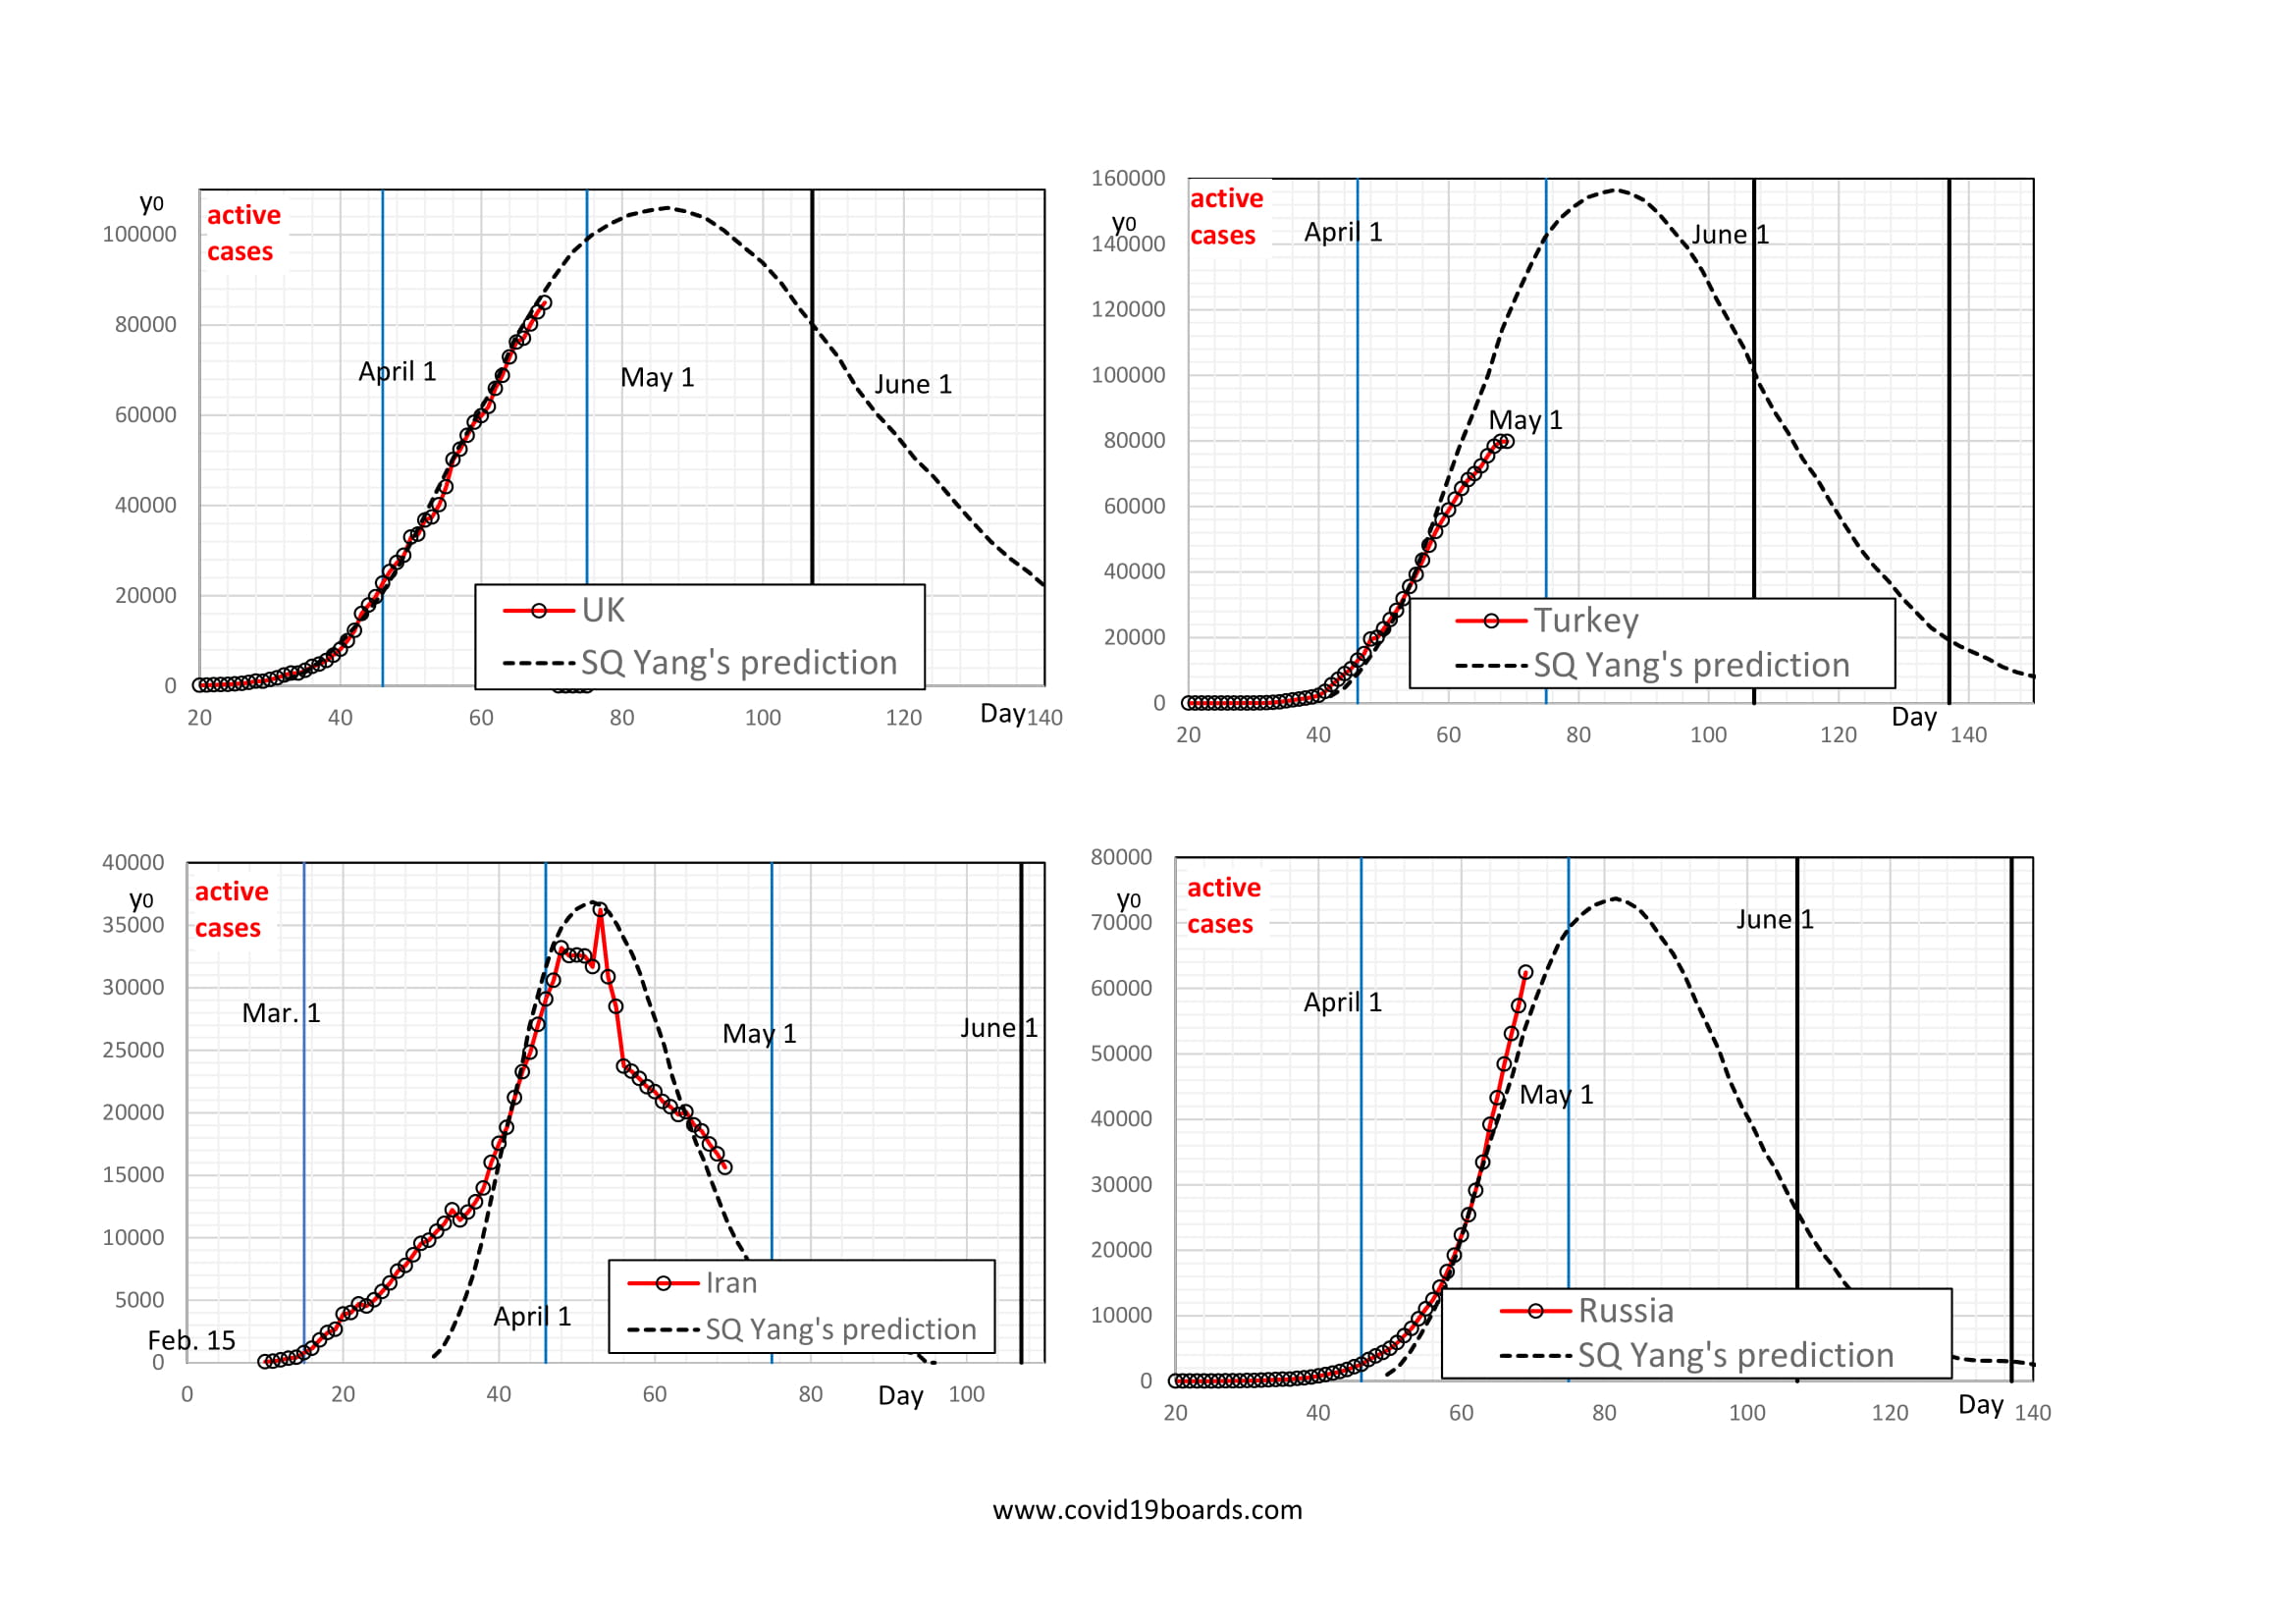 y0
active
cases
100000
80000
60000
40000
20000
0
April 1
May 1
June 1
UK
SQ Yang's prediction
20
40
60
80
100
120
Day
140
160000
140000
120000
100000
80000
60000
40000
20000
0
y0
active
cases
April 1
June 1
May 1
Turkey
SQ Yang's prediction
Day
20
40
60
80
100
120
140
40000
35000
30000
25000
20000
15000
10000
5000
0
y0
active
cases
Mar. 1
May 1
June 1
April 1
Feb. 15
Iran
SQ Yang's prediction
0
20
40
60
80
Day
100
80000
70000
60000
50000
40000
30000
20000
10000
0
y0
active
cases
June 1
April 1
May 1
Russia
SQ Yang's prediction
20
40
60
80
100
120
Day
140
www.covid19boards.com